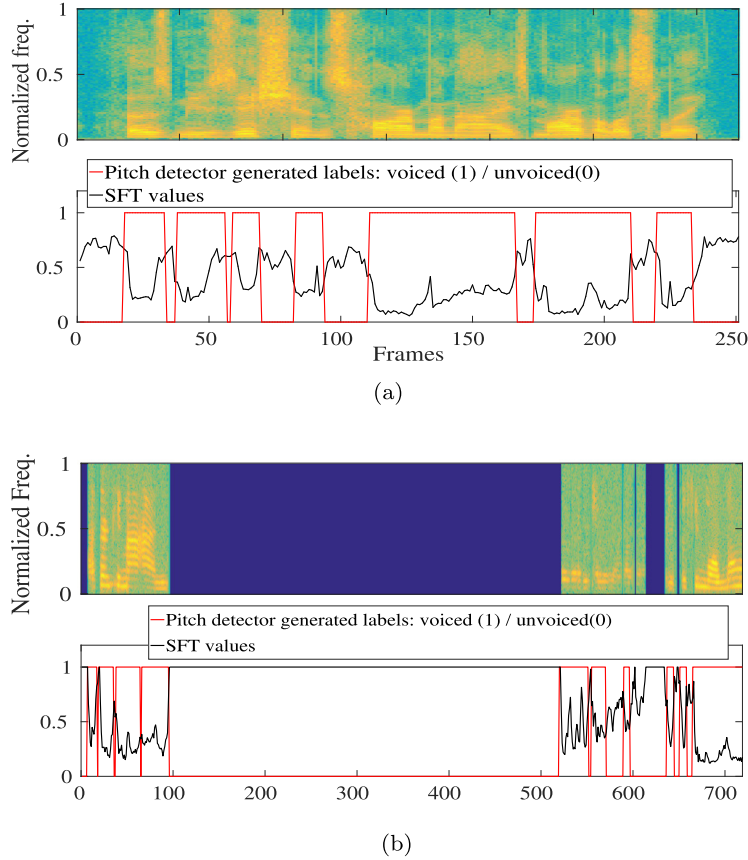 Normalized freq.
1
0.5
0
Pitch detector generated labels: voiced (1) / unvoiced(0)
SFT values
1
0.5
0
0 50 100 150 200 250
Frames
(a)
Normalized Freq.
1
0.5
0
Pitch detector generated labels: voiced (1) / unvoiced(0)
SFT values
1
0.5
0
0 100 200 300 400 500 600 700
(b)